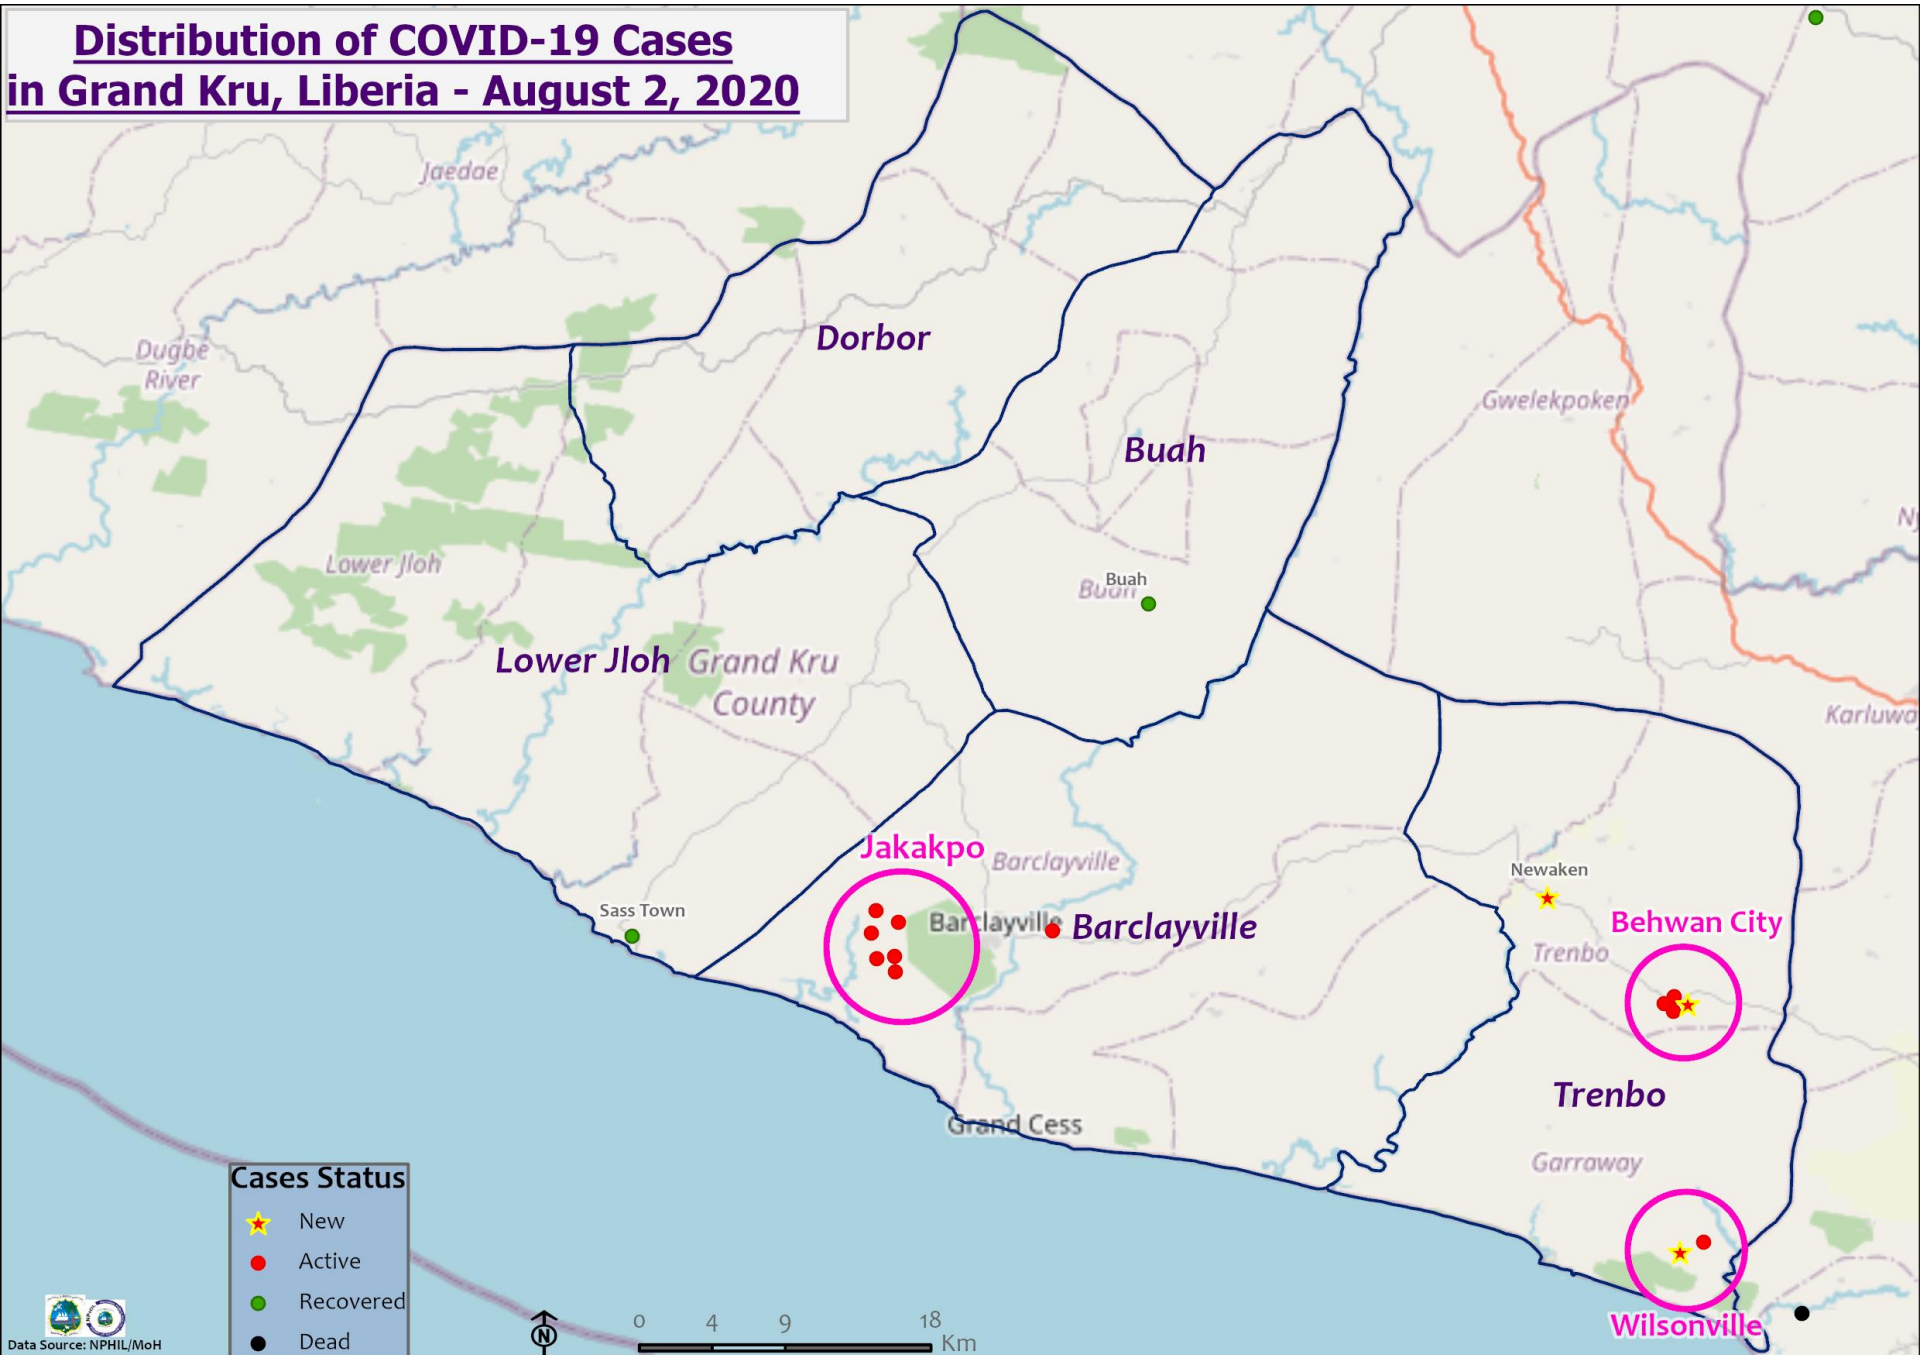 Distribution of COVID-19 Cases
in Grand Kru, Liberia - August 2, 2020
Jaedae
Dugbe
River
Dorbor
Gwelekpoken
Buah
Lower Jloh
Buah
Buah
Lower Jloh
Grand Kru
County
Karluwa
Jakakpo
Barclayville
Newaken
Sass Town
Barclayville
Barclayville
Behwan City
Trenbo
Trenbo
Grand Cess
Garraway
Wilsonville
Cases Status
New
Active
Recovered
Dead
Data Source: NPHIL/MoH
N
0 4 9 18
Km